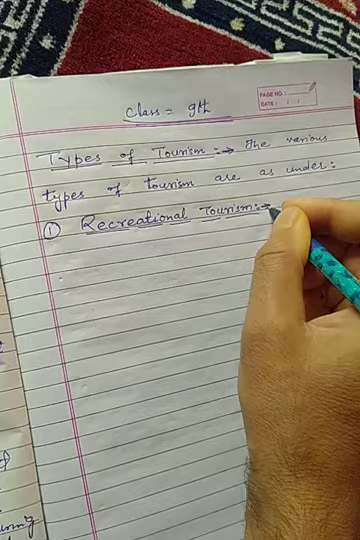 Class = 9th
PAGE NO.:
DATE: / /
Types of Tourism :→ The various
types of tourism are as under:
① Recreational Tourism:→
of